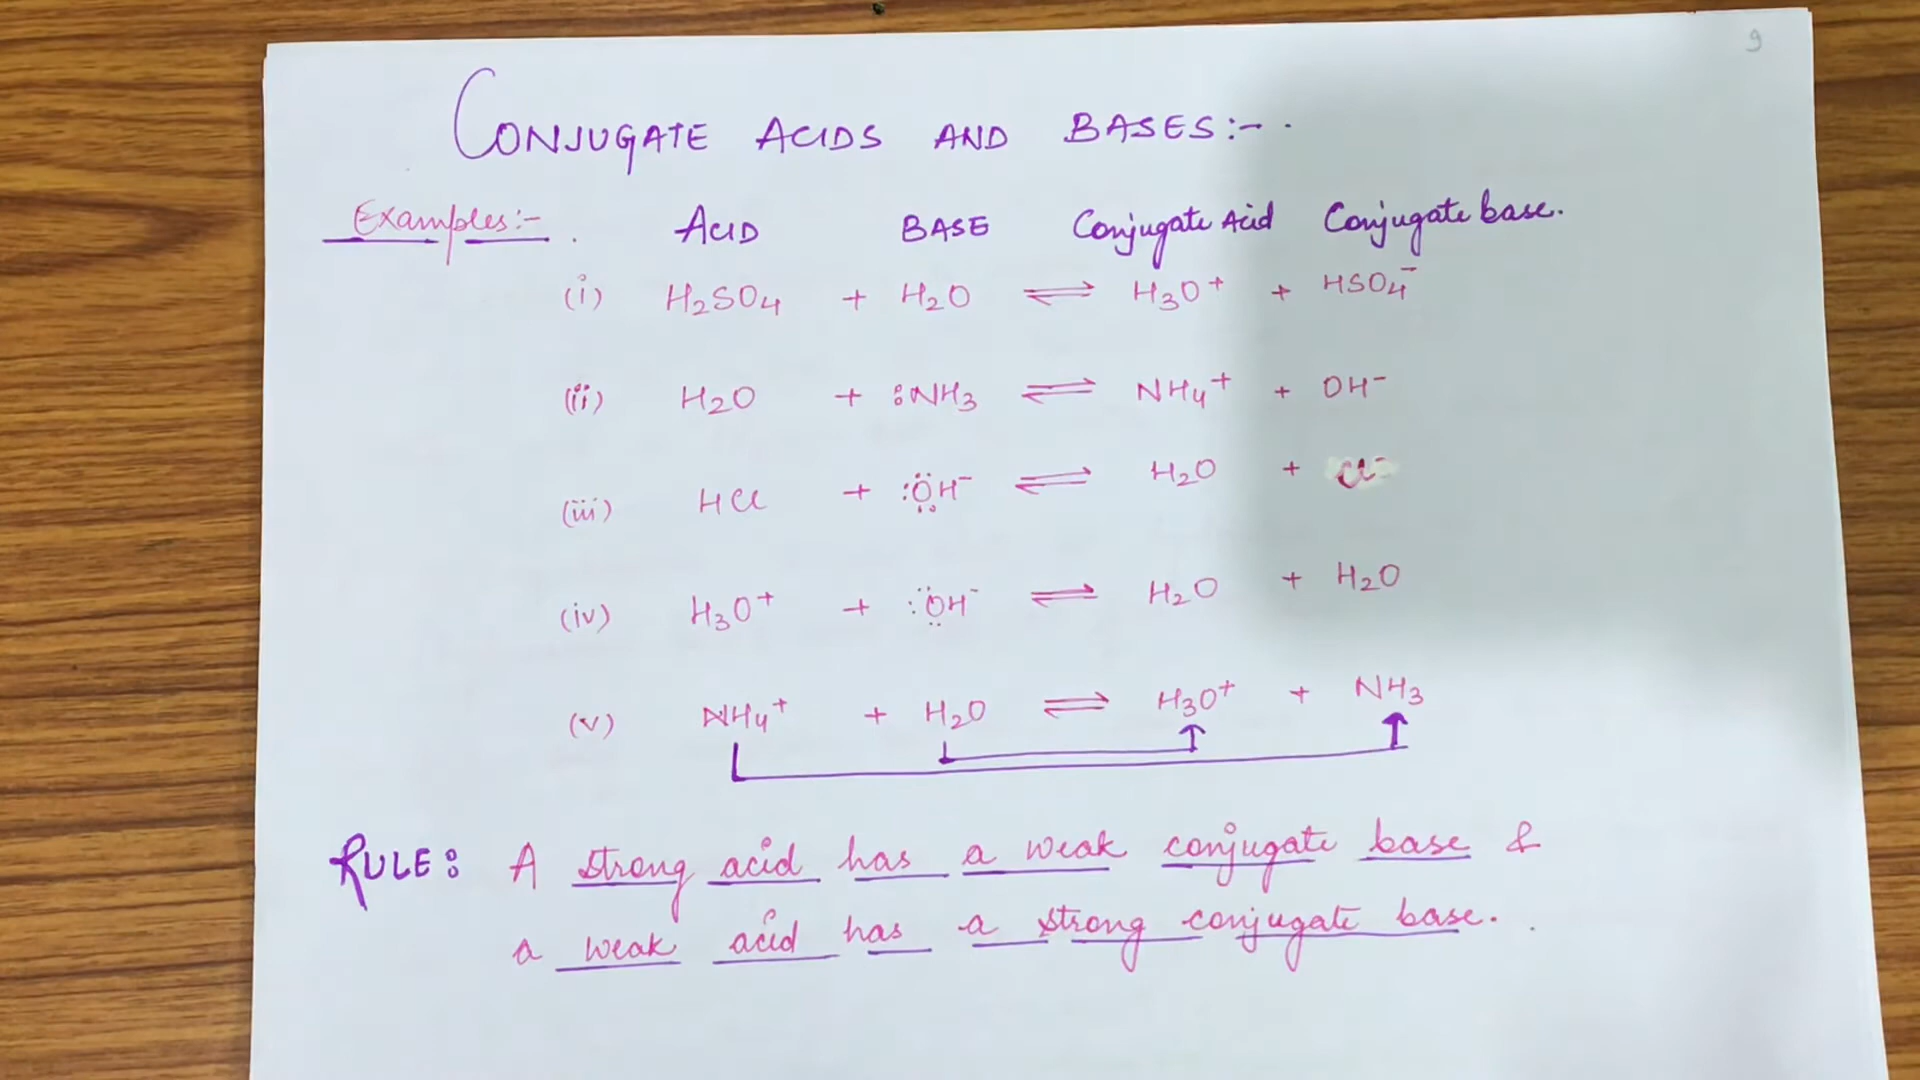 9
CONJUGATE ACIDS AND BASES:-
Examples:- ACID BASE Conjugate Acid Conjugate base.
(i) H2SO4 + H2O ⇌ H3O+ + HSO4-
(ii) H2O + :NH3 ⇌ NH4+ + OH-
(iii) HCl + :ÖH- ⇌ H2O + Cl-
(iv) H3O+ + :ÖH- ⇌ H2O + H2O
(v) NH4+ + H2O ⇌ H3O+ + NH3
RULE: A strong acid has a weak conjugate base &
a weak acid has a strong conjugate base.